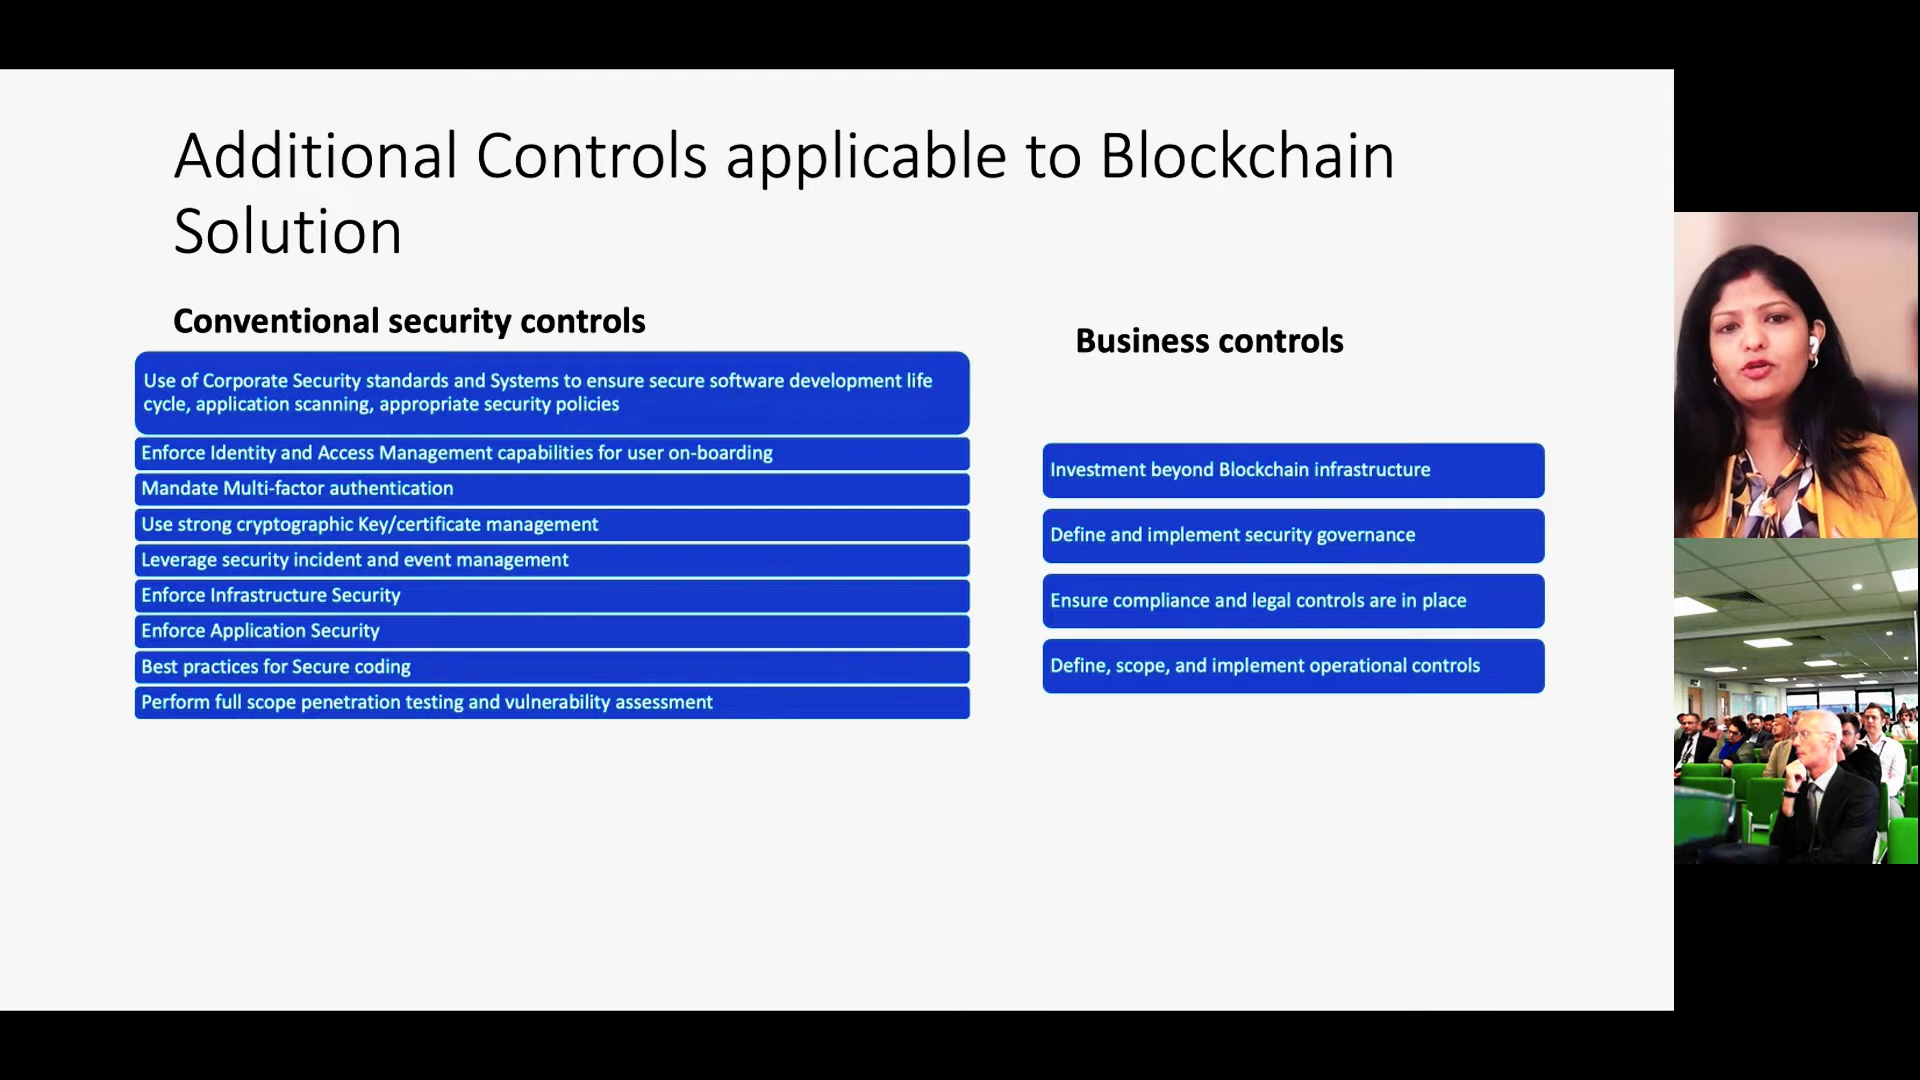 Additional Controls applicable to Blockchain
Solution
Conventional security controls
Use of Corporate Security standards and Systems to ensure secure software development life
cycle, application scanning, appropriate security policies
Enforce Identity and Access Management capabilities for user on-boarding
Mandate Multi-factor authentication
Use strong cryptographic Key/certificate management
Leverage security incident and event management
Enforce Infrastructure Security
Enforce Application Security
Best practices for Secure coding
Perform full scope penetration testing and vulnerability assessment
Business controls
Investment beyond Blockchain infrastructure
Define and implement security governance
Ensure compliance and legal controls are in place
Define, scope, and implement operational controls